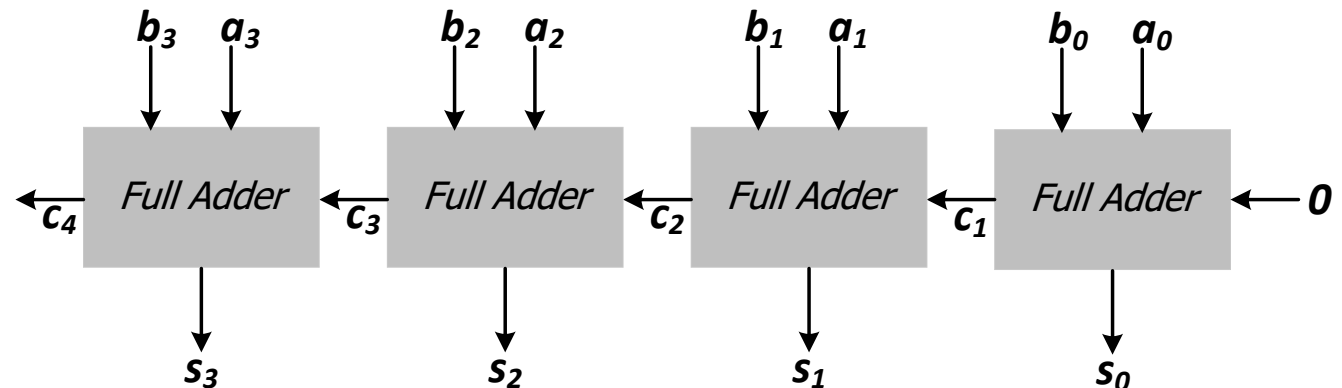 b₃ a₃ b₂ a₂ b₁ a₁ b₀ a₀
Full Adder Full Adder Full Adder Full Adder 0
c₄ c₃ c₂ c₁
s₃ s₂ s₁ s₀